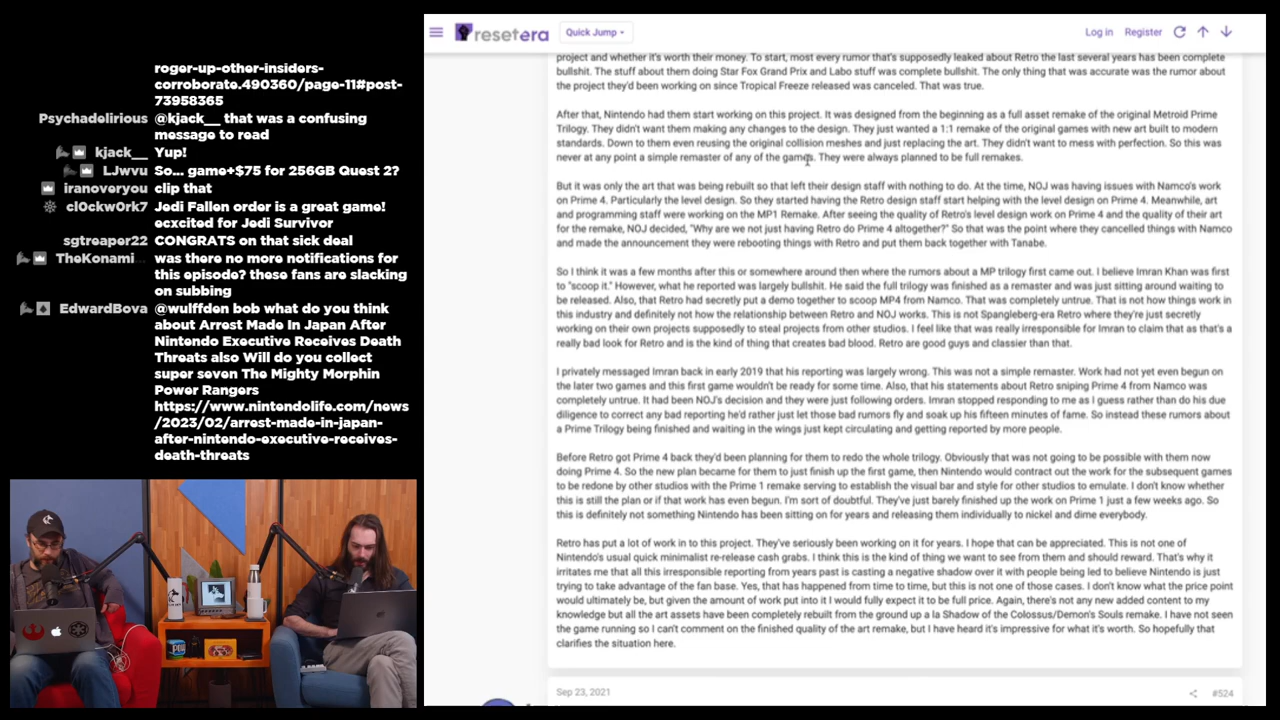 roger-up-other-insiders-
corroborate.490360/page-11#post-
73958365
Psychadelirious @kjack__ that was a confusing
message to read
kjack__ Yup!
LJwvu So... game+$75 for 256GB Quest 2?
iranoveryou clip that
cl0ckw0rk7 Jedi Fallen order is a great game!
excited for Jedi Survivor
sgtreaper22 CONGRATS on that sick deal
TheKonami... was there no more notifications for
this episode? these fans are slacking
on subbing
EdwardBova @wulffden bob what do you think
about Arrest Made In Japan After
Nintendo Executive Receives Death
Threats also Will do you collect
super seven The Mighty Morphin
Power Rangers
https://www.nintendolife.com/news
/2023/02/arrest-made-in-japan-
after-nintendo-executive-receives-
death-threats
resetera Quick Jump Log in Register
project and whether it's worth their money. To start, most every rumor that's supposedly leaked about Retro the last several years has been complete
bullshit. The stuff about them doing Star Fox Grand Prix and Labo stuff was complete bullshit. The only thing that was accurate was the rumor about
the project they'd been working on since Tropical Freeze released was canceled. That was true.
After that, Nintendo had them start working on this project. It was designed from the beginning as a full asset remake of the original Metroid Prime
Trilogy. They didn't want them making any changes to the design. They just wanted a 1:1 remake of the original games with new art built to modern
standards. Down to them even reusing the original collision meshes and just replacing the art. They didn't want to mess with perfection. So this was
never at any point a simple remaster of any of the games. They were always planned to be full remakes.
But it was only the art that was being rebuilt so that left their design staff with nothing to do. At the time, NOJ was having issues with Namco's work
on Prime 4. Particularly the level design. So they started having the Retro design staff start helping with the level design on Prime 4. Meanwhile, art
and programming staff were working on the MP1 Remake. After seeing the quality of Retro's level design work on Prime 4 and the quality of their art
for the remake, NOJ decided, "Why are we not just having Retro do Prime 4 altogether?" So that was the point where they cancelled things with Namco
and made the announcement they were rebooting things with Retro and put them back together with Tanabe.
So I think it was a few months after this or somewhere around then where the rumors about a MP trilogy first came out. I believe Imran Khan was first
to "scoop it." However, what he reported was largely bullshit. He said the full trilogy was finished as a remaster and was just sitting around waiting to
be released. Also, that Retro had secretly put a demo together to scoop MP4 from Namco. That was completely untrue. That is not how things work in
this industry and definitely not how the relationship between Retro and NOJ works. This is not Spangleberg-era Retro where they're just secretly
working on their own projects supposedly to steal projects from other studios. I feel like that was really irresponsible for Imran to claim that as that's a
really bad look for Retro and is the kind of thing that creates bad blood. Retro are good guys and classier than that.
I privately messaged Imran back in early 2019 that his reporting was largely wrong. This was not a simple remaster. Work had not yet even begun on
the later two games and this first game wouldn't be ready for some time. Also, that his statements about Retro sniping Prime 4 from Namco was
completely untrue. It had been NOJ's decision and they were just following orders. Imran stopped responding to me as I guess rather than do his due
diligence to correct any bad reporting he'd rather just let those bad rumors fly and soak up his fifteen minutes of fame. So instead these rumors about
a Prime Trilogy being finished and waiting in the wings just kept circulating and getting reported by more people.
Before Retro got Prime 4 back they'd been planning for them to redo the whole trilogy. Obviously that was not going to be possible with them now
doing Prime 4. So the new plan became for them to just finish up the first game, then Nintendo would contract out the work for the subsequent games
to be redone by other studios with the Prime 1 remake serving to establish the visual bar and style for other studios to emulate. I don't know whether
this is still the plan or if that work has even begun. I'm sort of doubtful. They've just barely finished up the work on Prime 1 just a few weeks ago. So
this is definitely not something Nintendo has been sitting on for years and releasing them individually to nickel and dime everybody.
Retro has put a lot of work in to this project. They've seriously been working on it for years. I hope that can be appreciated. This is not one of
Nintendo's usual quick minimalist re-release cash grabs. I think this is the kind of thing we want to see from them and should reward. That's why it
irritates me that all this irresponsible reporting from years past is casting a negative shadow over it with people being led to believe Nintendo is just
trying to take advantage of the fan base. Yes, that has happened from time to time, but this is not one of those cases. I don't know what the price point
would ultimately be, but given the amount of work put into it I would fully expect it to be full price. Again, there's not any new added content to my
knowledge but all the art assets have been completely rebuilt from the ground up a la Shadow of the Colossus/Demon's Souls remake. I have not seen
the game running so I can't comment on the finished quality of the art remake, but I have heard it's impressive for what it's worth. So hopefully that
clarifies the situation here.
Sep 23, 2021 #524